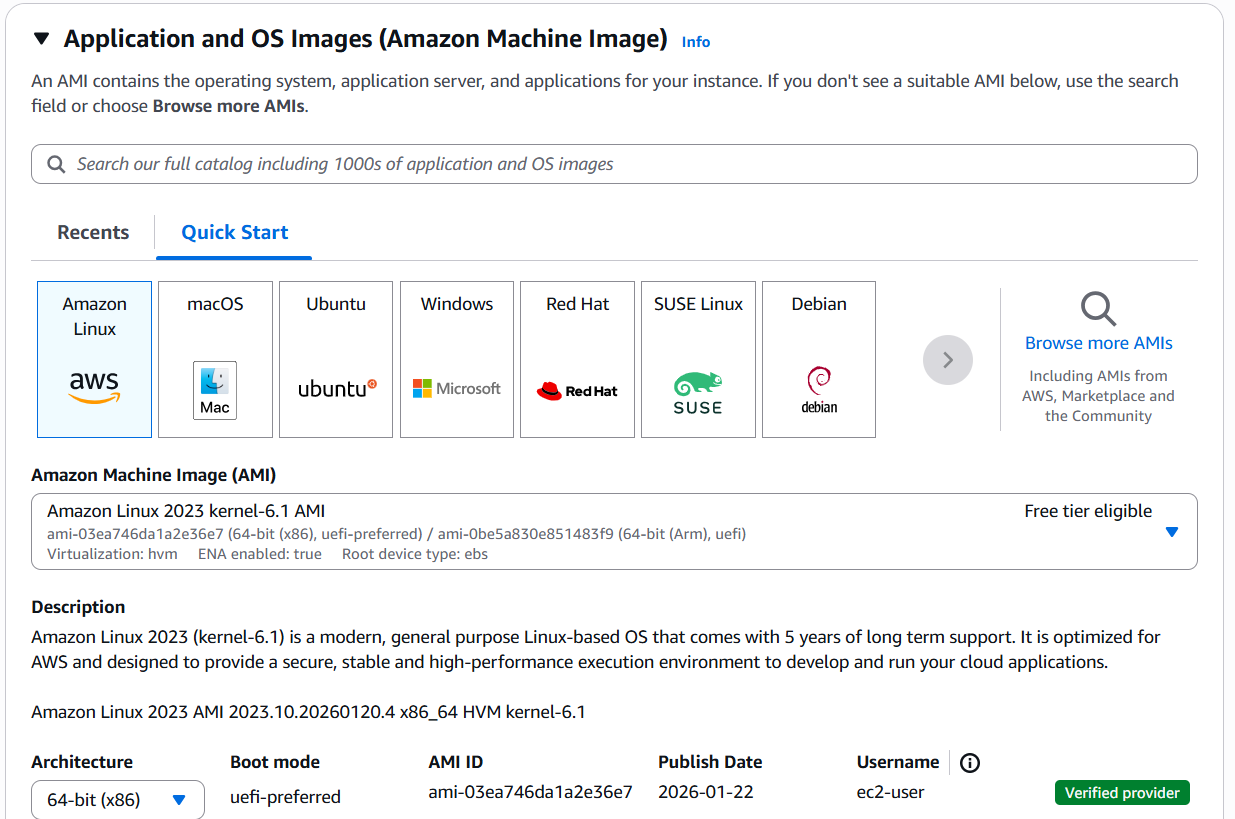 Application and OS Images (Amazon Machine Image) Info
An AMI contains the operating system, application server, and applications for your instance. If you don't see a suitable AMI below, use the search
field or choose Browse more AMIs.
Search our full catalog including 1000s of application and OS images
Recents
Quick Start
Amazon
Linux
aws
macOS
Mac
Ubuntu
ubuntu
Windows
Microsoft
Red Hat
Red Hat
SUSE Linux
SUSE
Debian
debian
Browse more AMIs
Including AMIs from
AWS, Marketplace and
the Community
Amazon Machine Image (AMI)
Amazon Linux 2023 kernel-6.1 AMI
Free tier eligible
ami-03ea746da1a2e36e7 (64-bit (x86), uefi-preferred) / ami-0be5a830e851483f9 (64-bit (Arm), uefi)
Virtualization: hvm ENA enabled: true Root device type: ebs
Description
Amazon Linux 2023 (kernel-6.1) is a modern, general purpose Linux-based OS that comes with 5 years of long term support. It is optimized for
AWS and designed to provide a secure, stable and high-performance execution environment to develop and run your cloud applications.
Amazon Linux 2023 AMI 2023.10.20260120.4 x86_64 HVM kernel-6.1
Architecture
64-bit (x86)
Boot mode
uefi-preferred
AMI ID
ami-03ea746da1a2e36e7
Publish Date
2026-01-22
Username
ec2-user
Verified provider